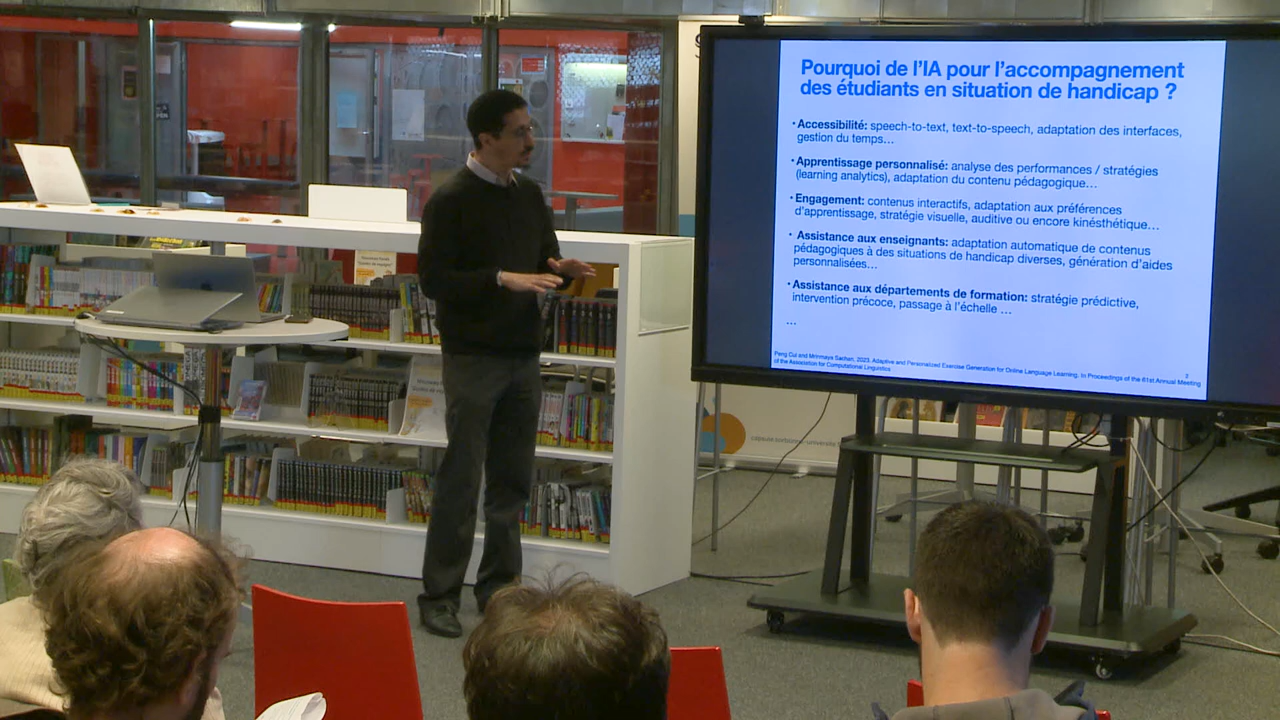 Pourquoi de l'IA pour l'accompagnement
des étudiants en situation de handicap ?
• Accessibilité: speech-to-text, text-to-speech, adaptation des interfaces,
gestion du temps…
• Apprentissage personnalisé: analyse des performances / stratégies
(learning analytics), adaptation du contenu pédagogique…
• Engagement: contenus interactifs, adaptation aux préférences
d'apprentissage, stratégie visuelle, auditive ou encore kinésthétique…
• Assistance aux enseignants: adaptation automatique de contenus
pédagogiques à des situations de handicap diverses, génération d'aides
personnalisées…
• Assistance aux départements de formation: stratégie prédictive,
intervention précoce, passage à l'échelle …
…
Peng Cui and Mrinmaya Sachan. 2023. Adaptive and Personalized Exercise Generation for Online Language Learning. In Proceedings of the 61st Annual Meeting
of the Association for Computational Linguistics
2